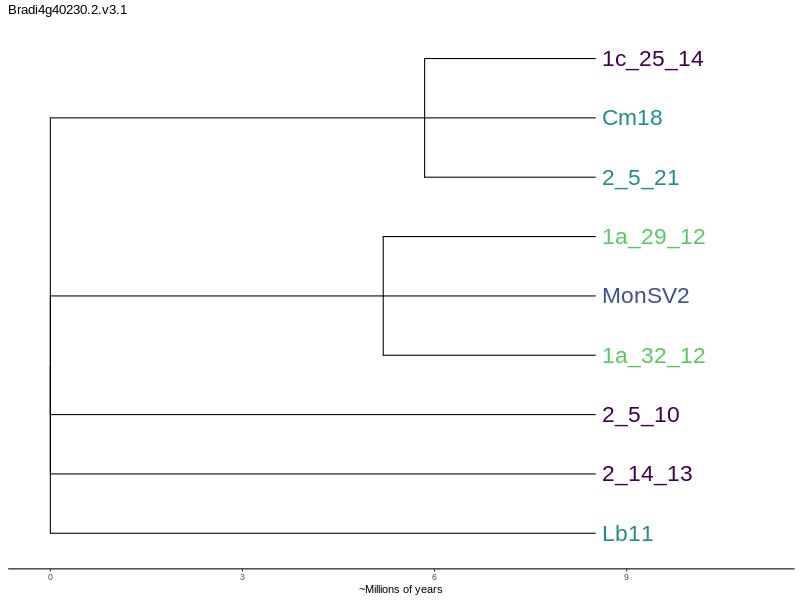 Bradi4g40230.2.v3.1
1c_25_14
Cm18
2_5_21
1a_29_12
MonSV2
1a_32_12
2_5_10
2_14_13
Lb11
0 3 6 9
~Millions of years